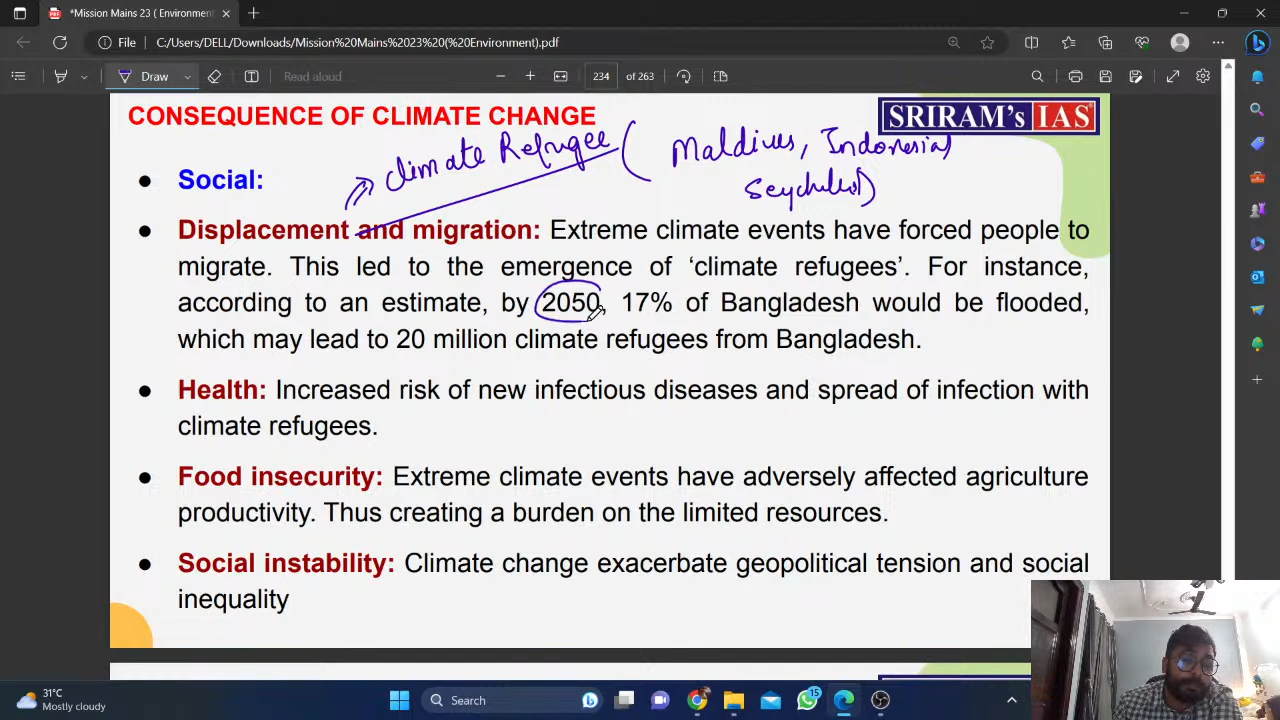 *Mission Mains 23 ( Environment
File
C:/Users/DELL/Downloads/Mission%20Mains%2023%20(%20Environment).pdf
Draw
Read aloud
234 of 263
CONSEQUENCE OF CLIMATE CHANGE
SRIRAM's IAS
climate Refugee ( Maldives, Indonesia,
Seychelles)
● Social:
● Displacement and migration: Extreme climate events have forced people to
migrate. This led to the emergence of ‘climate refugees’. For instance,
according to an estimate, by 2050, 17% of Bangladesh would be flooded,
which may lead to 20 million climate refugees from Bangladesh.
● Health: Increased risk of new infectious diseases and spread of infection with
climate refugees.
● Food insecurity: Extreme climate events have adversely affected agriculture
productivity. Thus creating a burden on the limited resources.
● Social instability: Climate change exacerbate geopolitical tension and social
inequality
31°C
Mostly cloudy
Search
15